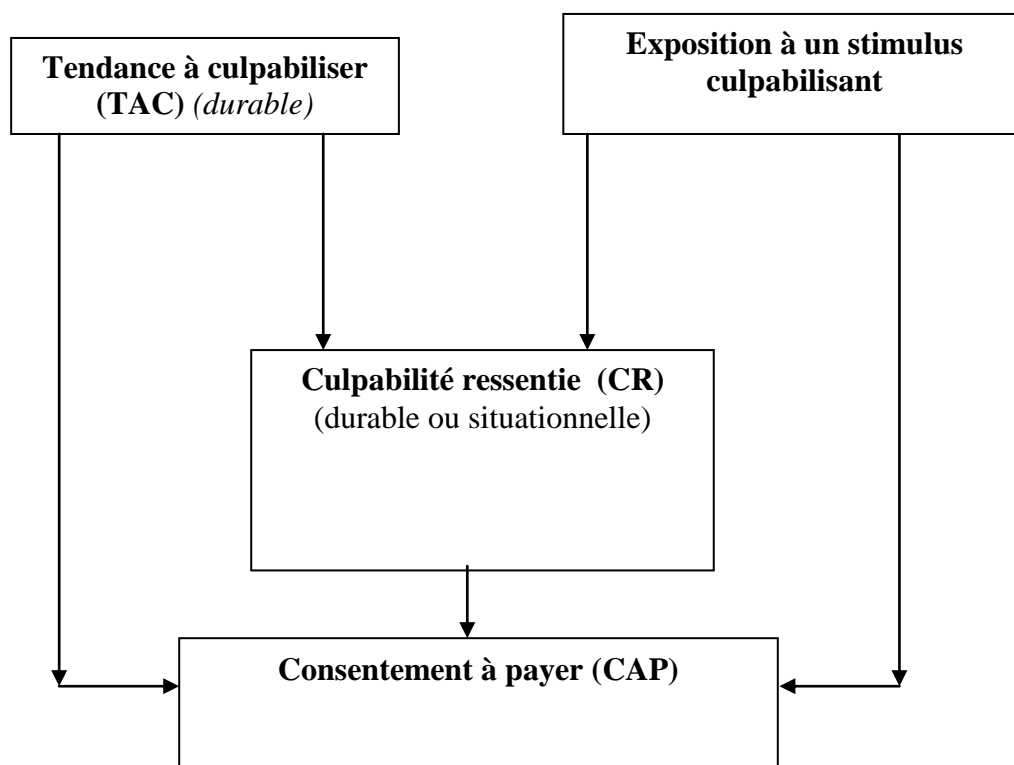 Tendance à culpabiliser
(TAC) (durable)
Exposition à un stimulus
culpabilisant
Culpabilité ressentie (CR)
(durable ou situationnelle)
Consentement à payer (CAP)